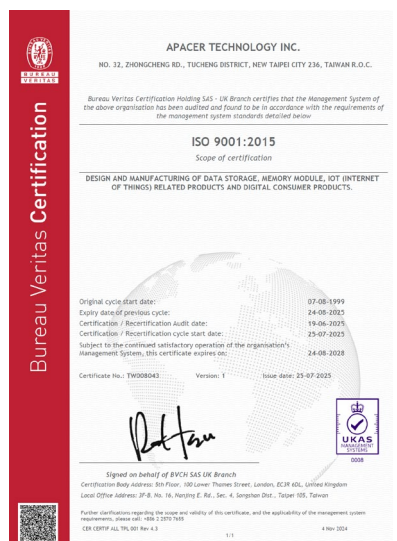 APACER TECHNOLOGY INC.
NO. 32, ZHONGCHENG RD., TUCHENG DISTRICT, NEW TAIPEI CITY 236, TAIWAN R.O.C.
BUREAU
VERITAS
Bureau Veritas Certification
Bureau Veritas Certification Holding SAS – UK Branch certifies that the Management System of
the above organisation has been audited and found to be in accordance with the requirements of
the management system standards detailed below
ISO 9001:2015
Scope of certification
DESIGN AND MANUFACTURING OF DATA STORAGE, MEMORY MODULE, IOT (INTERNET
OF THINGS) RELATED PRODUCTS AND DIGITAL CONSUMER PRODUCTS.
Original cycle start date: 07-08-1999
Expiry date of previous cycle: 24-06-2025
Certification / Recertification Audit date: 19-06-2025
Certification / Recertification cycle start date: 25-07-2025
Subject to the continued satisfactory operation of the organisation's
Management System, this certificate expires on: 24-08-2028
Certificate No.: TW008043 Version: 1 Issue date: 25-07-2025
UKAS
MANAGEMENT
SYSTEMS
0008
Signed on behalf of BVCH SAS UK Branch
Certification Body Address: 5th Floor, 100 Lower Thames Street, London, EC3R 6DL, United Kingdom
Local Office Address: 3F-B, No. 16, Nanjing E. Rd., Sec. 4, Songshan Dist., Taipei 105, Taiwan
Further clarifications regarding the scope and validity of this certificate, and the applicability of the management system
requirements, please call: +886 2 2570 7655
CER CERTIF ALL TPL 001 Rev 4.3 4 Nov 2024
1/1